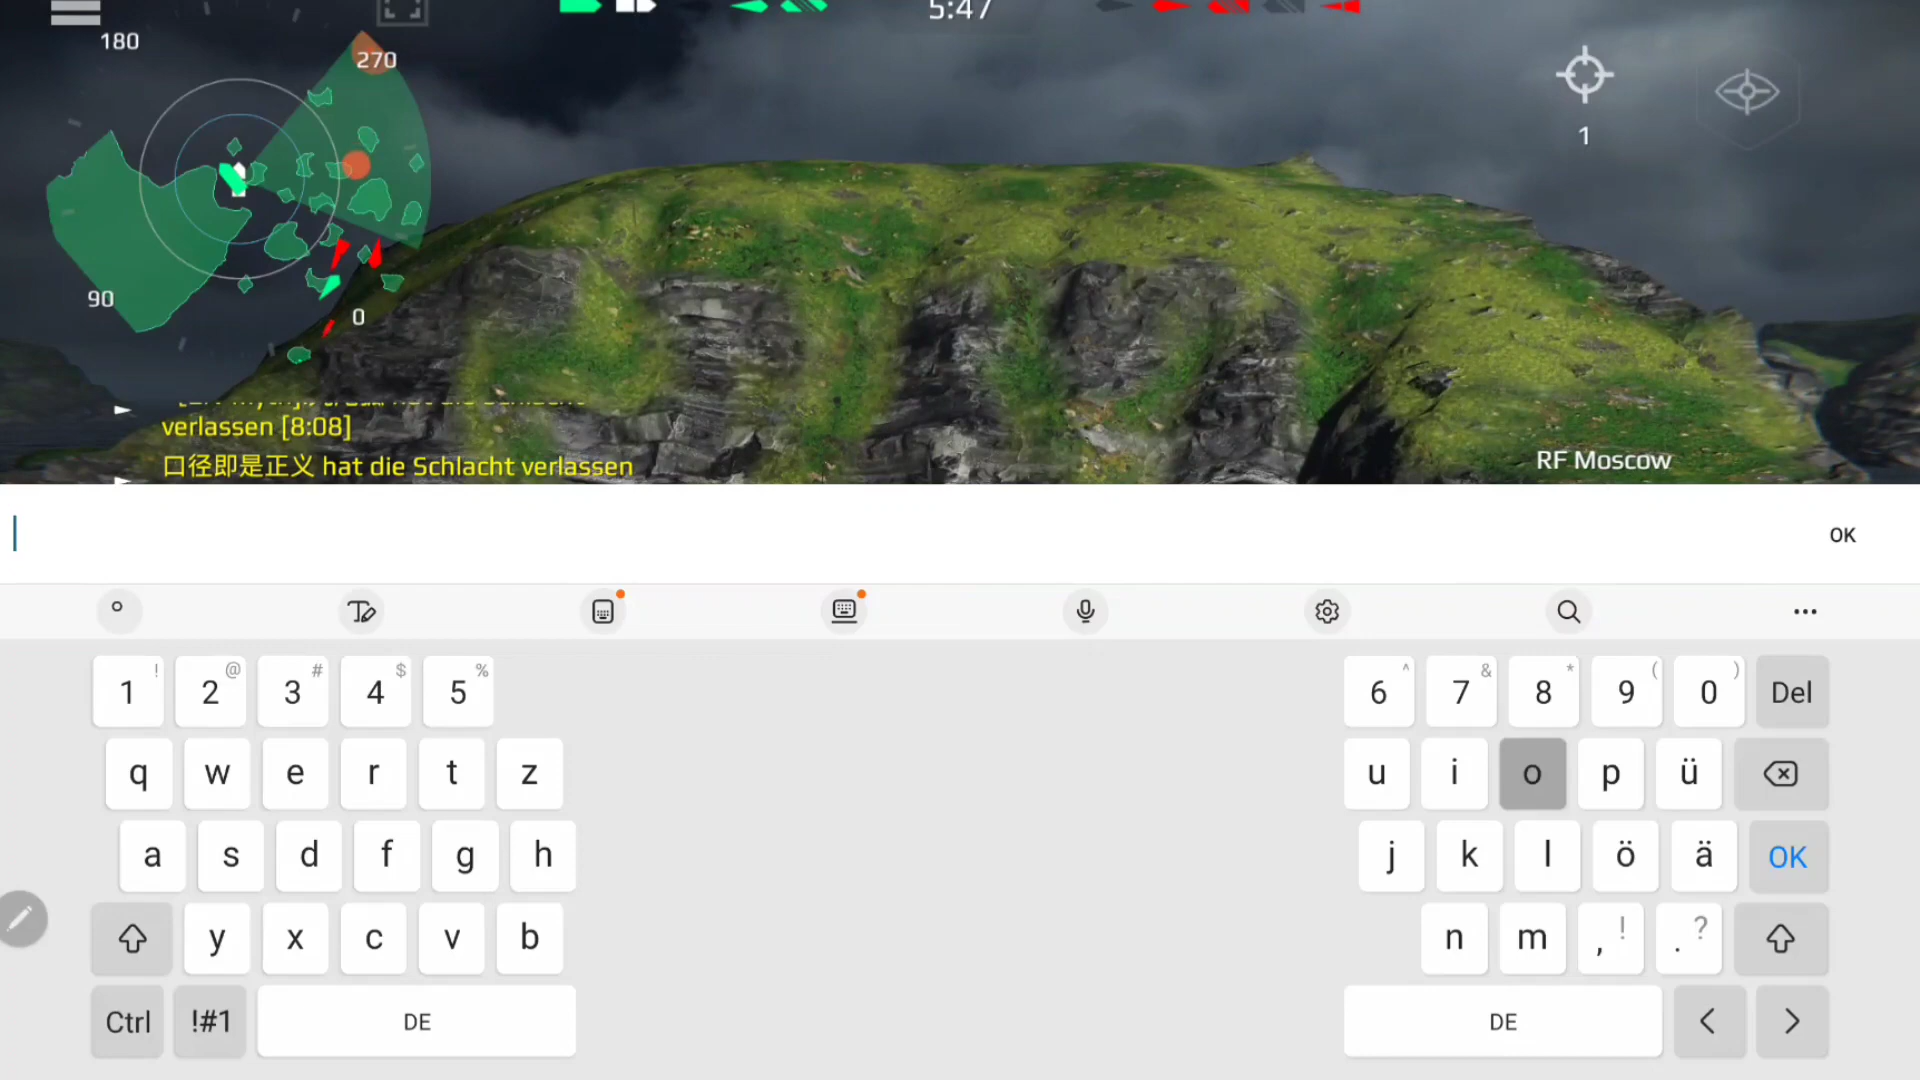 5:47
180
270
1
90
0
verlassen [8:08]
口径即是正义 hat die Schlacht verlassen
RF Moscow
OK
1 ! 2 @ 3 # 4 $ 5 % 6 ^ 7 & 8 * 9 ( 0 ) Del
q w e r t z u i o p ü
a s d f g h j k l ö ä OK
y x c v b n m , ! . ?
Ctrl !#1 DE DE < >